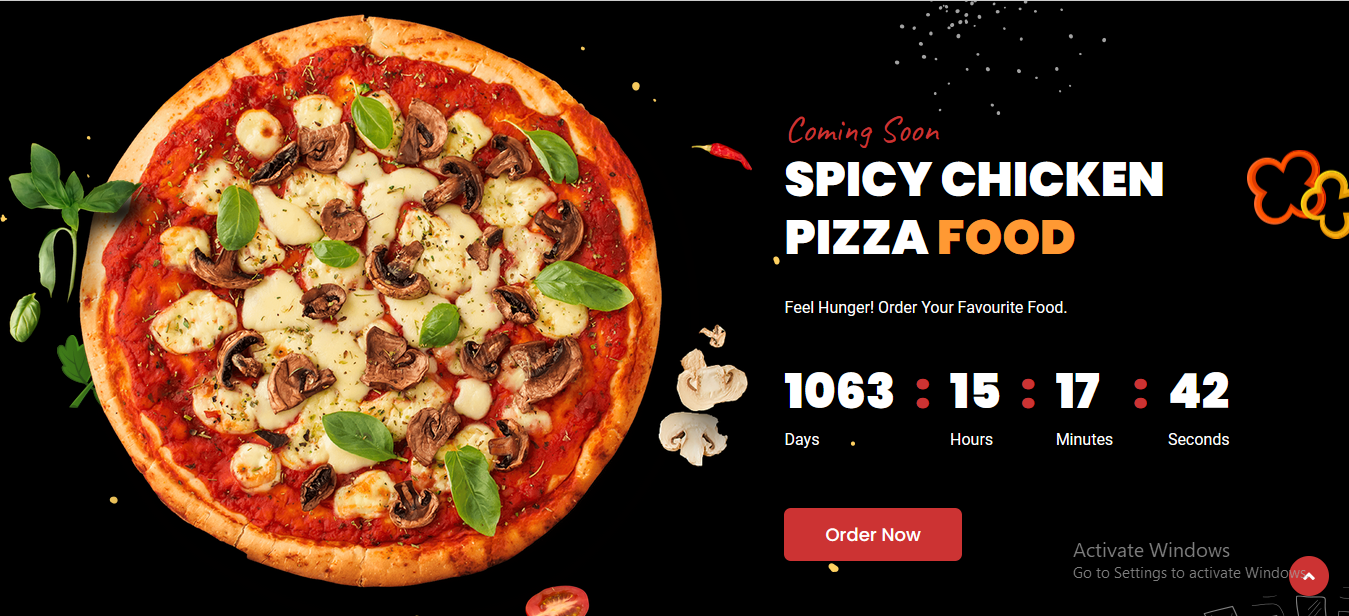 Coming Soon
SPICY CHICKEN
PIZZA FOOD
Feel Hunger! Order Your Favourite Food.
1063 : 15 : 17 : 42
Days Hours Minutes Seconds
Order Now
Activate Windows
Go to Settings to activate Windows.